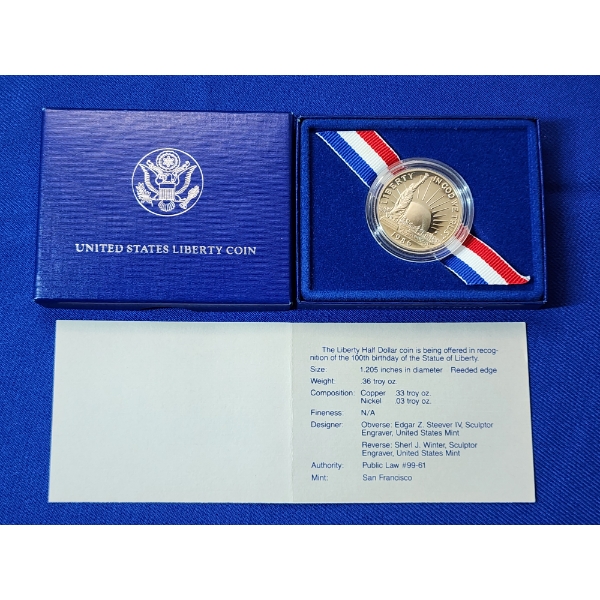 UNITED STATES LIBERTY COIN
LIBERTY
IN GOD WE
1986
The Liberty Half Dollar coin is being offered in recog-
nition of the 100th birthday of the Statue of Liberty.
Size: 1.205 inches in diameter Reeded edge
Weight: .36 troy oz.
Composition: Copper .33 troy oz.
Nickel .03 troy oz.
Fineness: N/A
Designer: Obverse: Edgar Z. Steever IV, Sculptor
Engraver, United States Mint
Reverse: Sherl J. Winter, Sculptor
Engraver, United States Mint
Authority: Public Law #99-61
Mint: San Francisco